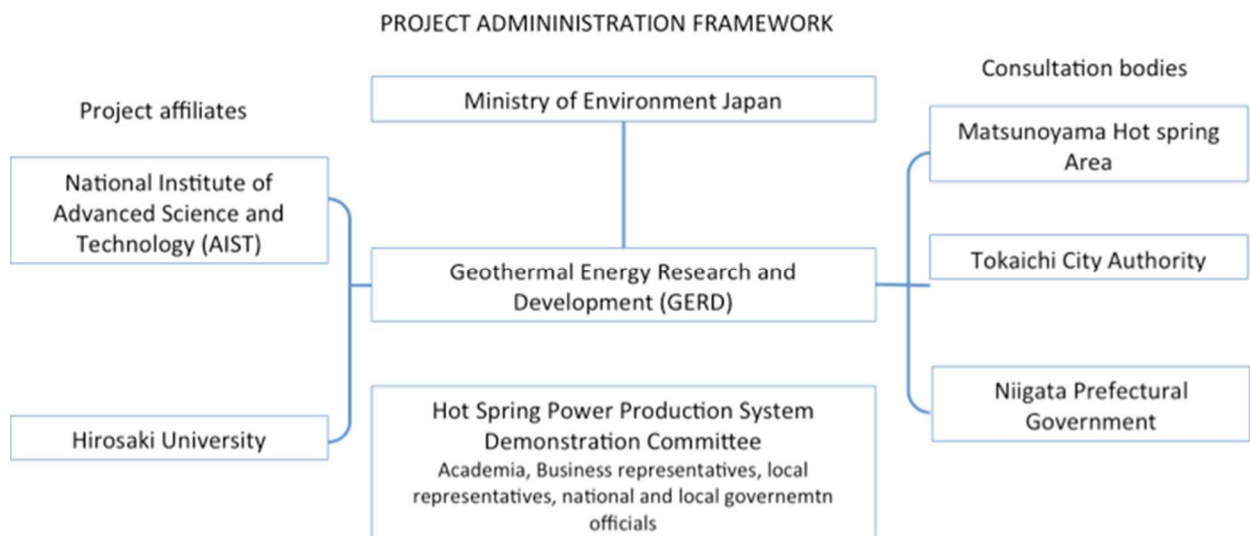 PROJECT ADMININISTRATION FRAMEWORK
Project affiliates
National Institute of
Advanced Science and
Technology (AIST)
Hirosaki University
Ministry of Environment Japan
Geothermal Energy Research and
Development (GERD)
Hot Spring Power Production System
Demonstration Committee
Academia, Business representatives, local
representatives, national and local governemtn
officials
Consultation bodies
Matsunoyama Hot spring
Area
Tokaichi City Authority
Niigata Prefectural
Government